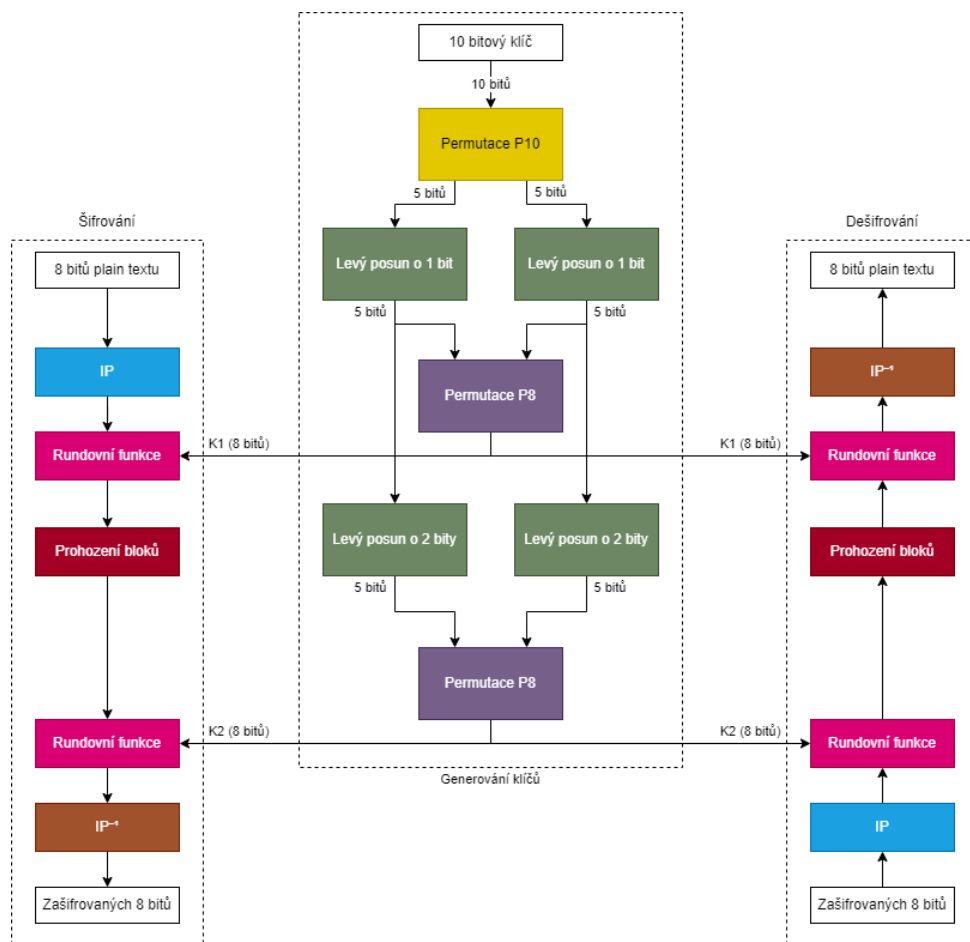 10 bitový klíč
10 bitů
Permutace P10
5 bitů
5 bitů
Šifrování
Dešifrování
8 bitů plain textu
Levý posun o 1 bit
Levý posun o 1 bit
8 bitů plain textu
5 bitů
5 bitů
IP
Permutace P8
IP⁻¹
Rundovní funkce
K1 (8 bitů)
K1 (8 bitů)
Rundovní funkce
Prohození bloků
Levý posun o 2 bity
Levý posun o 2 bity
Prohození bloků
5 bitů
5 bitů
Permutace P8
Rundovní funkce
K2 (8 bitů)
K2 (8 bitů)
Rundovní funkce
Generování klíčů
IP⁻¹
IP
Zašifrovaných 8 bitů
Zašifrovaných 8 bitů